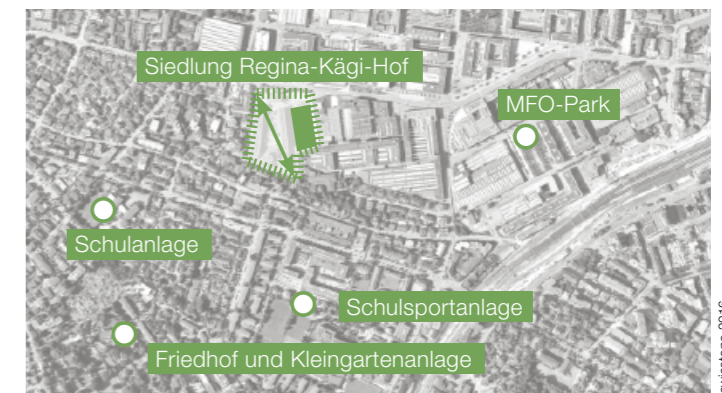 Siedlung Regina-Kägi-Hof
MFO-Park
Schulanlage
Schulsportanlage
Friedhof und Kleingartenanlage